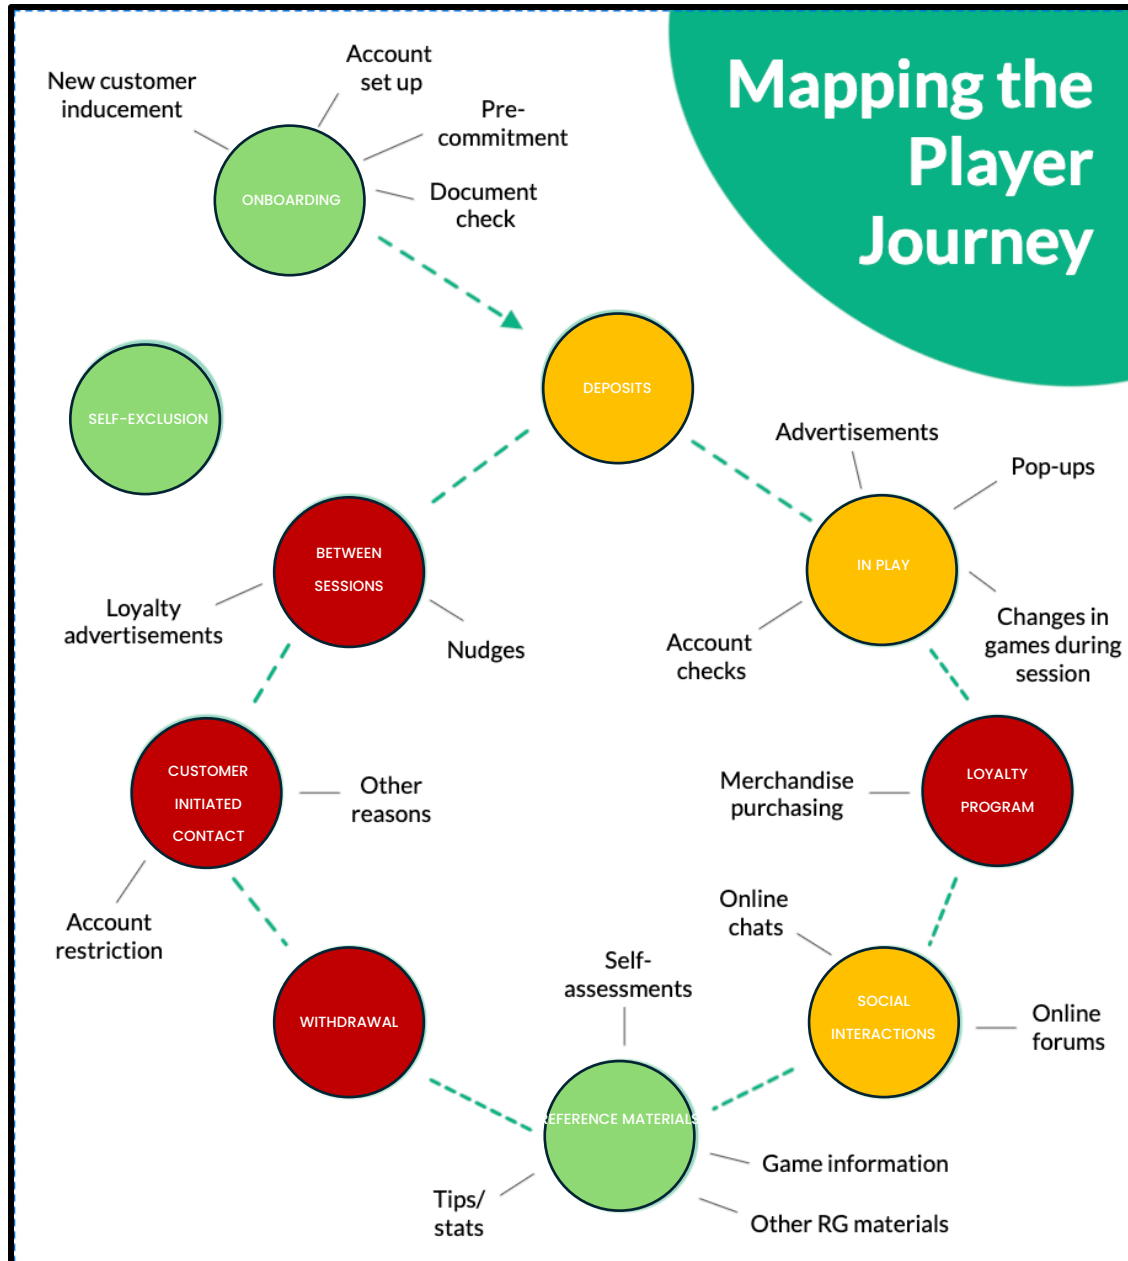 Mapping the
Player
Journey
New customer
inducement
Account
set up
Pre-
commitment
Document
check
ONBOARDING
SELF-EXCLUSION
DEPOSITS
Advertisements
Pop-ups
IN PLAY
Account
checks
Changes in
games during
session
BETWEEN
SESSIONS
Loyalty
advertisements
Nudges
CUSTOMER
INITIATED
CONTACT
Other
reasons
Account
restriction
Merchandise
purchasing
LOYALTY
PROGRAM
Online
chats
SOCIAL
INTERACTIONS
Online
forums
WITHDRAWAL
Self-
assessments
REFERENCE MATERIALS
Tips/
stats
Game information
Other RG materials